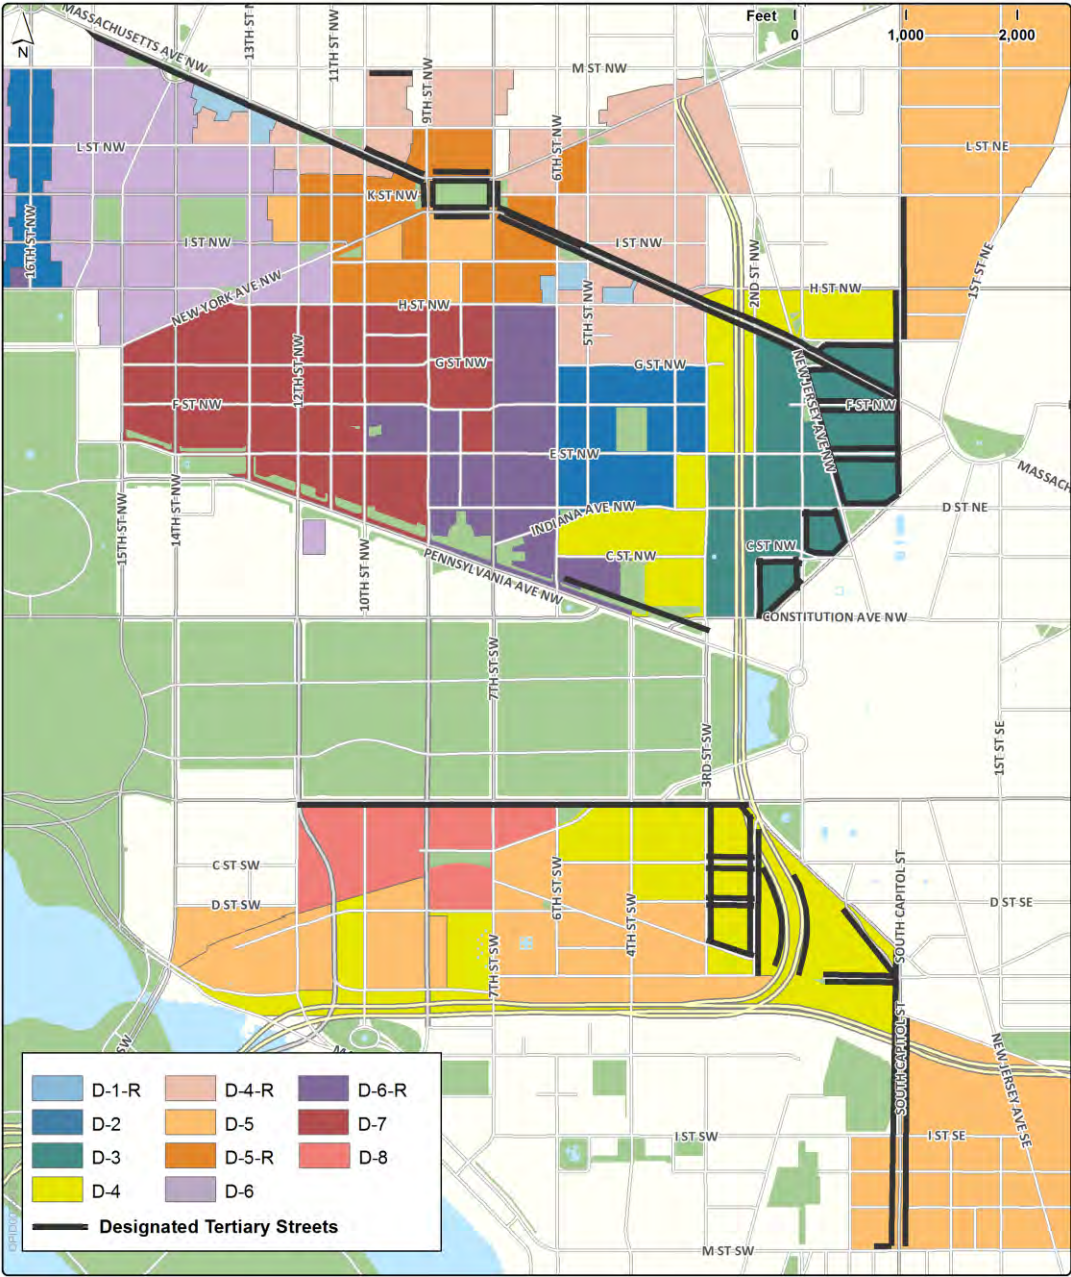 MASSACHUSETTS AVE NW
13TH ST N
11TH ST NW
9TH ST NW
M ST NW
Feet
0
1,000
2,000
N
L ST NW
6TH ST NW
L ST NE
K ST NW
16TH ST NW
I ST NW
I ST NW
2ND ST NW
1ST ST NE
NEW YORK AVE NW
H ST NW
H ST NW
5TH ST NW
12TH ST NW
G ST NW
G ST NW
NEW JERSEY AVE NW
F ST NW
F ST NW
E ST NW
MASSACH
15TH ST NW
14TH ST NW
INDIANA AVE NW
D ST NE
10TH ST NW
PENNSYLVANIA AVE NW
C ST NW
C ST NW
CONSTITUTION AVE NW
7TH ST SW
3RD ST SW
1ST ST SE
C ST SW
6TH ST SW
4TH ST SW
SOUTH CAPITOL ST
D ST SW
D ST SE
7TH ST SW
SOUTH CAPITOL ST
NEW JERSEY AVE SE
SW
I ST SW
I ST SE
M ST SW
D-1-R
D-4-R
D-6-R
D-2
D-5
D-7
D-3
D-5-R
D-8
D-4
D-6
Designated Tertiary Streets